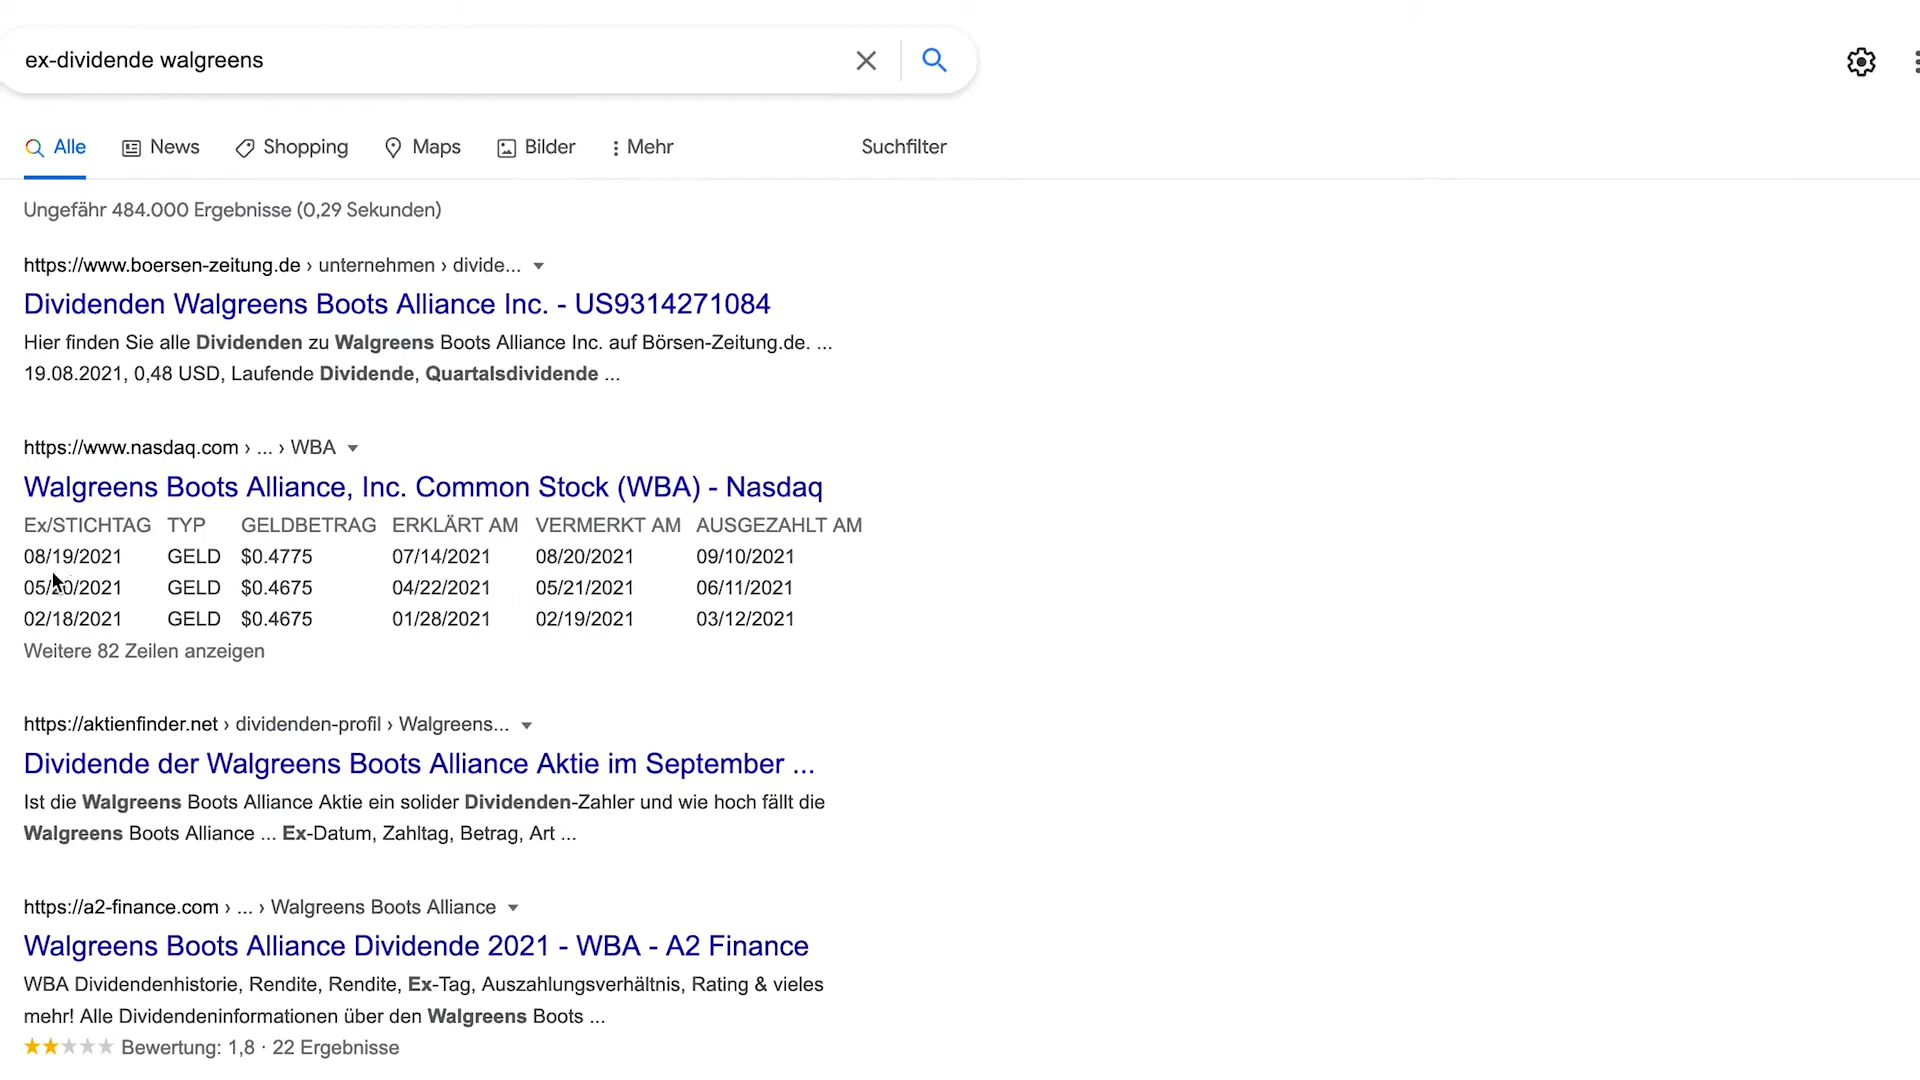 ex-dividende walgreens
Alle News Shopping Maps Bilder Mehr Suchfilter
Ungefähr 484.000 Ergebnisse (0,29 Sekunden)
https://www.boersen-zeitung.de › unternehmen › divide...
Dividenden Walgreens Boots Alliance Inc. - US9314271084
Hier finden Sie alle Dividenden zu Walgreens Boots Alliance Inc. auf Börsen-Zeitung.de. ...
19.08.2021, 0,48 USD, Laufende Dividende, Quartalsdividende ...
https://www.nasdaq.com › ... › WBA
Walgreens Boots Alliance, Inc. Common Stock (WBA) - Nasdaq
Ex/STICHTAG TYP GELDBETRAG ERKLÄRT AM VERMERKT AM AUSGEZAHLT AM
08/19/2021 GELD $0.4775 07/14/2021 08/20/2021 09/10/2021
05/20/2021 GELD $0.4675 04/22/2021 05/21/2021 06/11/2021
02/18/2021 GELD $0.4675 01/28/2021 02/19/2021 03/12/2021
Weitere 82 Zeilen anzeigen
https://aktienfinder.net › dividenden-profil › Walgreens...
Dividende der Walgreens Boots Alliance Aktie im September ...
Ist die Walgreens Boots Alliance Aktie ein solider Dividenden-Zahler und wie hoch fällt die
Walgreens Boots Alliance ... Ex-Datum, Zahltag, Betrag, Art ...
https://a2-finance.com › ... › Walgreens Boots Alliance
Walgreens Boots Alliance Dividende 2021 - WBA - A2 Finance
WBA Dividendenhistorie, Rendite, Rendite, Ex-Tag, Auszahlungsverhältnis, Rating & vieles
mehr! Alle Dividendeninformationen über den Walgreens Boots ...
Bewertung: 1,8 · 22 Ergebnisse